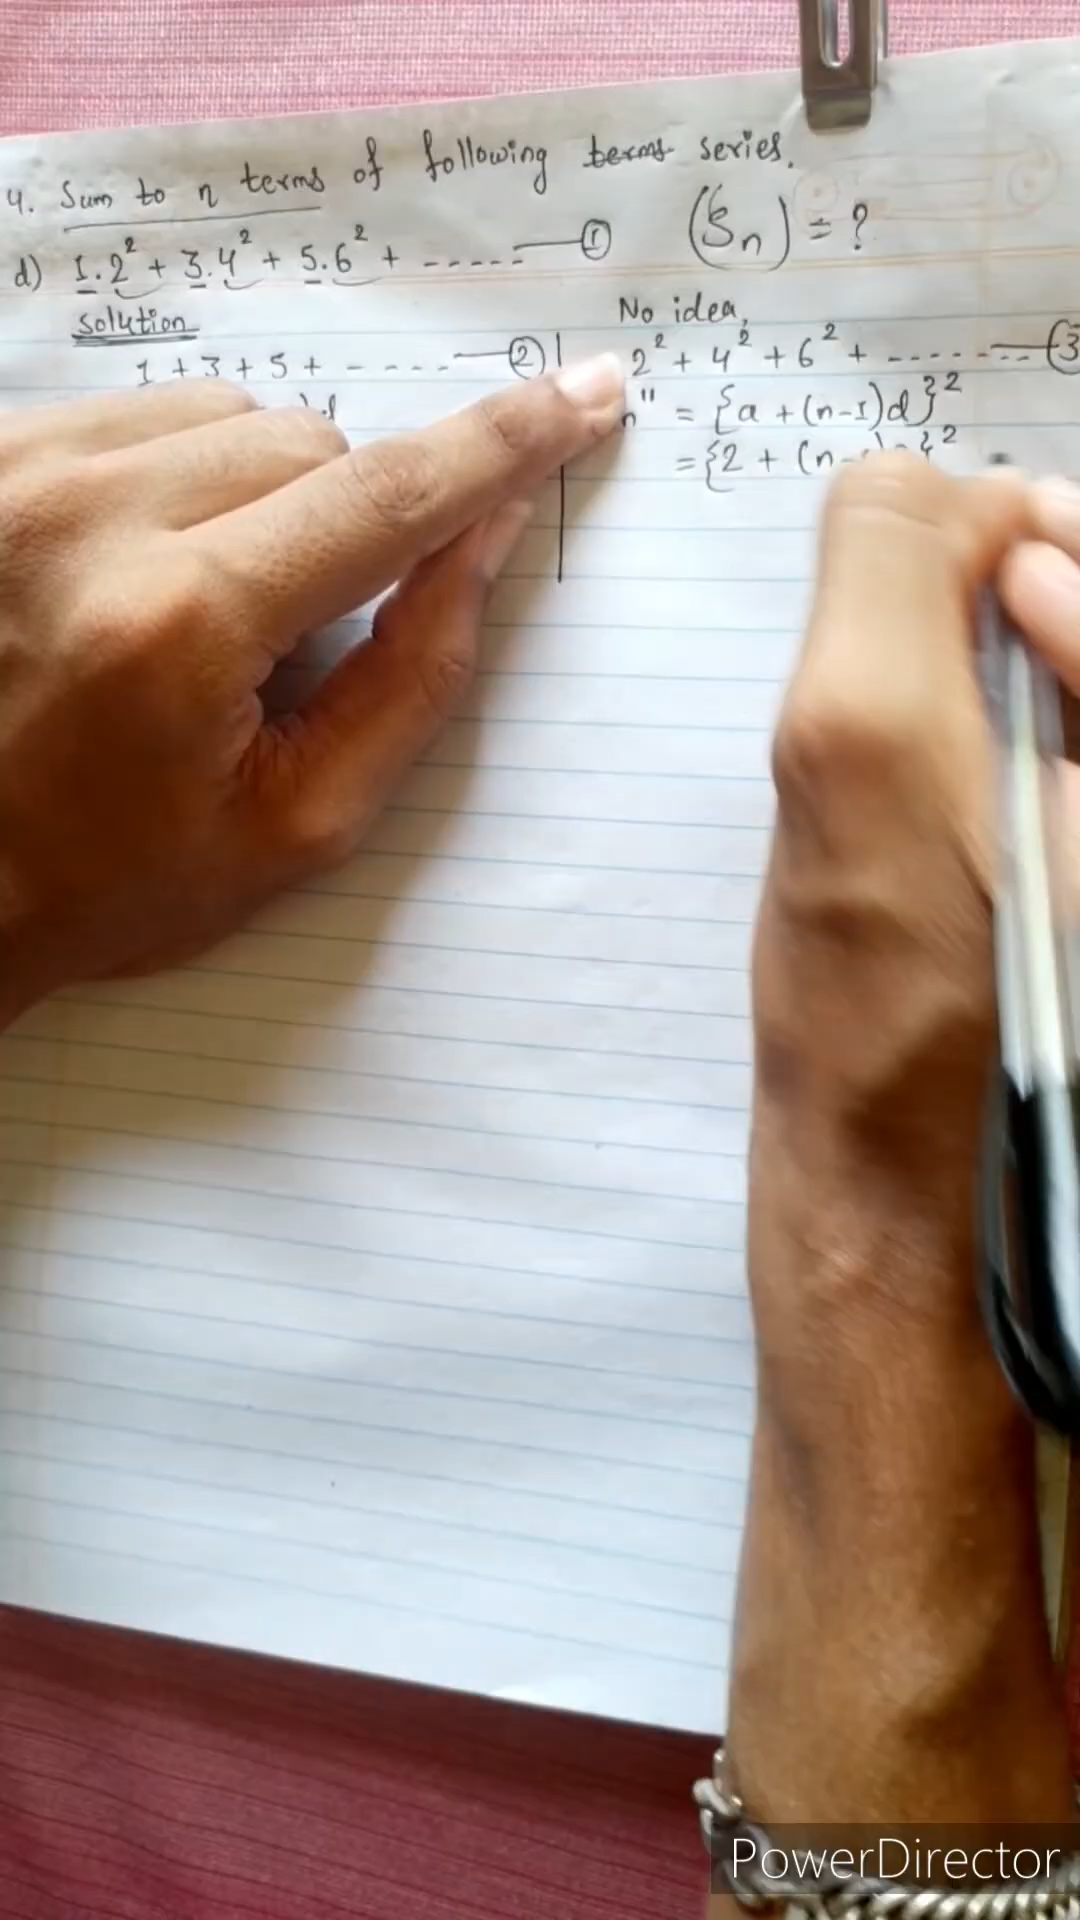 4. Sum to n terms of following terms series.
d) 1.2² + 3.4² + 5.6² + ------ ① (Sn) = ?
Solution
No idea,
1 + 3 + 5 + ----- ②
2² + 4² + 6² + ------- ③
n" = {a + (n-1)d}²
= {2 + (n- }²
PowerDirector